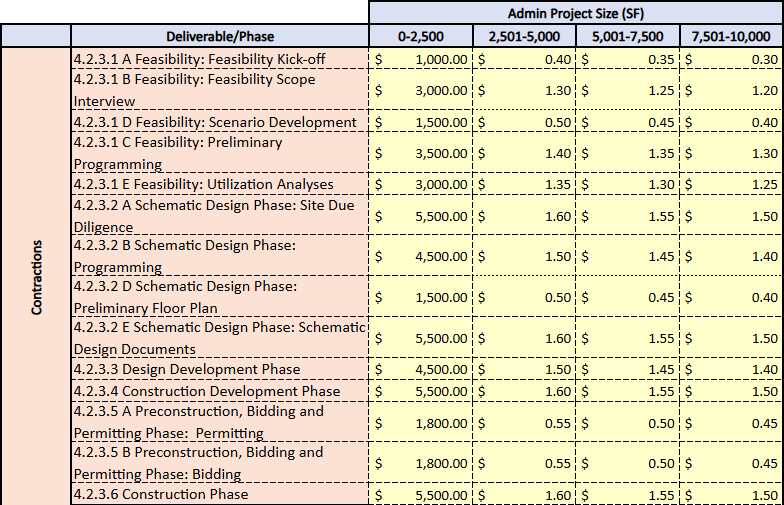 Admin Project Size (SF)
Deliverable/Phase 0-2,500 2,501-5,000 5,001-7,500 7,501-10,000
Contractions
4.2.3.1 A Feasibility: Feasibility Kick-off $ 1,000.00 $ 0.40 $ 0.35 $ 0.30
4.2.3.1 B Feasibility: Feasibility Scope
Interview $ 3,000.00 $ 1.30 $ 1.25 $ 1.20
4.2.3.1 D Feasibility: Scenario Development $ 1,500.00 $ 0.50 $ 0.45 $ 0.40
4.2.3.1 C Feasibility: Preliminary
Programming $ 3,500.00 $ 1.40 $ 1.35 $ 1.30
4.2.3.1 E Feasibility: Utilization Analyses $ 3,000.00 $ 1.35 $ 1.30 $ 1.25
4.2.3.2 A Schematic Design Phase: Site Due
Diligence $ 5,500.00 $ 1.60 $ 1.55 $ 1.50
4.2.3.2 B Schematic Design Phase:
Programming $ 4,500.00 $ 1.50 $ 1.45 $ 1.40
4.2.3.2 D Schematic Design Phase:
Preliminary Floor Plan $ 1,500.00 $ 0.50 $ 0.45 $ 0.40
4.2.3.2 E Schematic Design Phase: Schematic
Design Documents $ 5,500.00 $ 1.60 $ 1.55 $ 1.50
4.2.3.3 Design Development Phase $ 4,500.00 $ 1.50 $ 1.45 $ 1.40
4.2.3.4 Construction Development Phase $ 5,500.00 $ 1.60 $ 1.55 $ 1.50
4.2.3.5 A Preconstruction, Bidding and
Permitting Phase: Permitting $ 1,800.00 $ 0.55 $ 0.50 $ 0.45
4.2.3.5 B Preconstruction, Bidding and
Permitting Phase: Bidding $ 1,800.00 $ 0.55 $ 0.50 $ 0.45
4.2.3.6 Construction Phase $ 5,500.00 $ 1.60 $ 1.55 $ 1.50